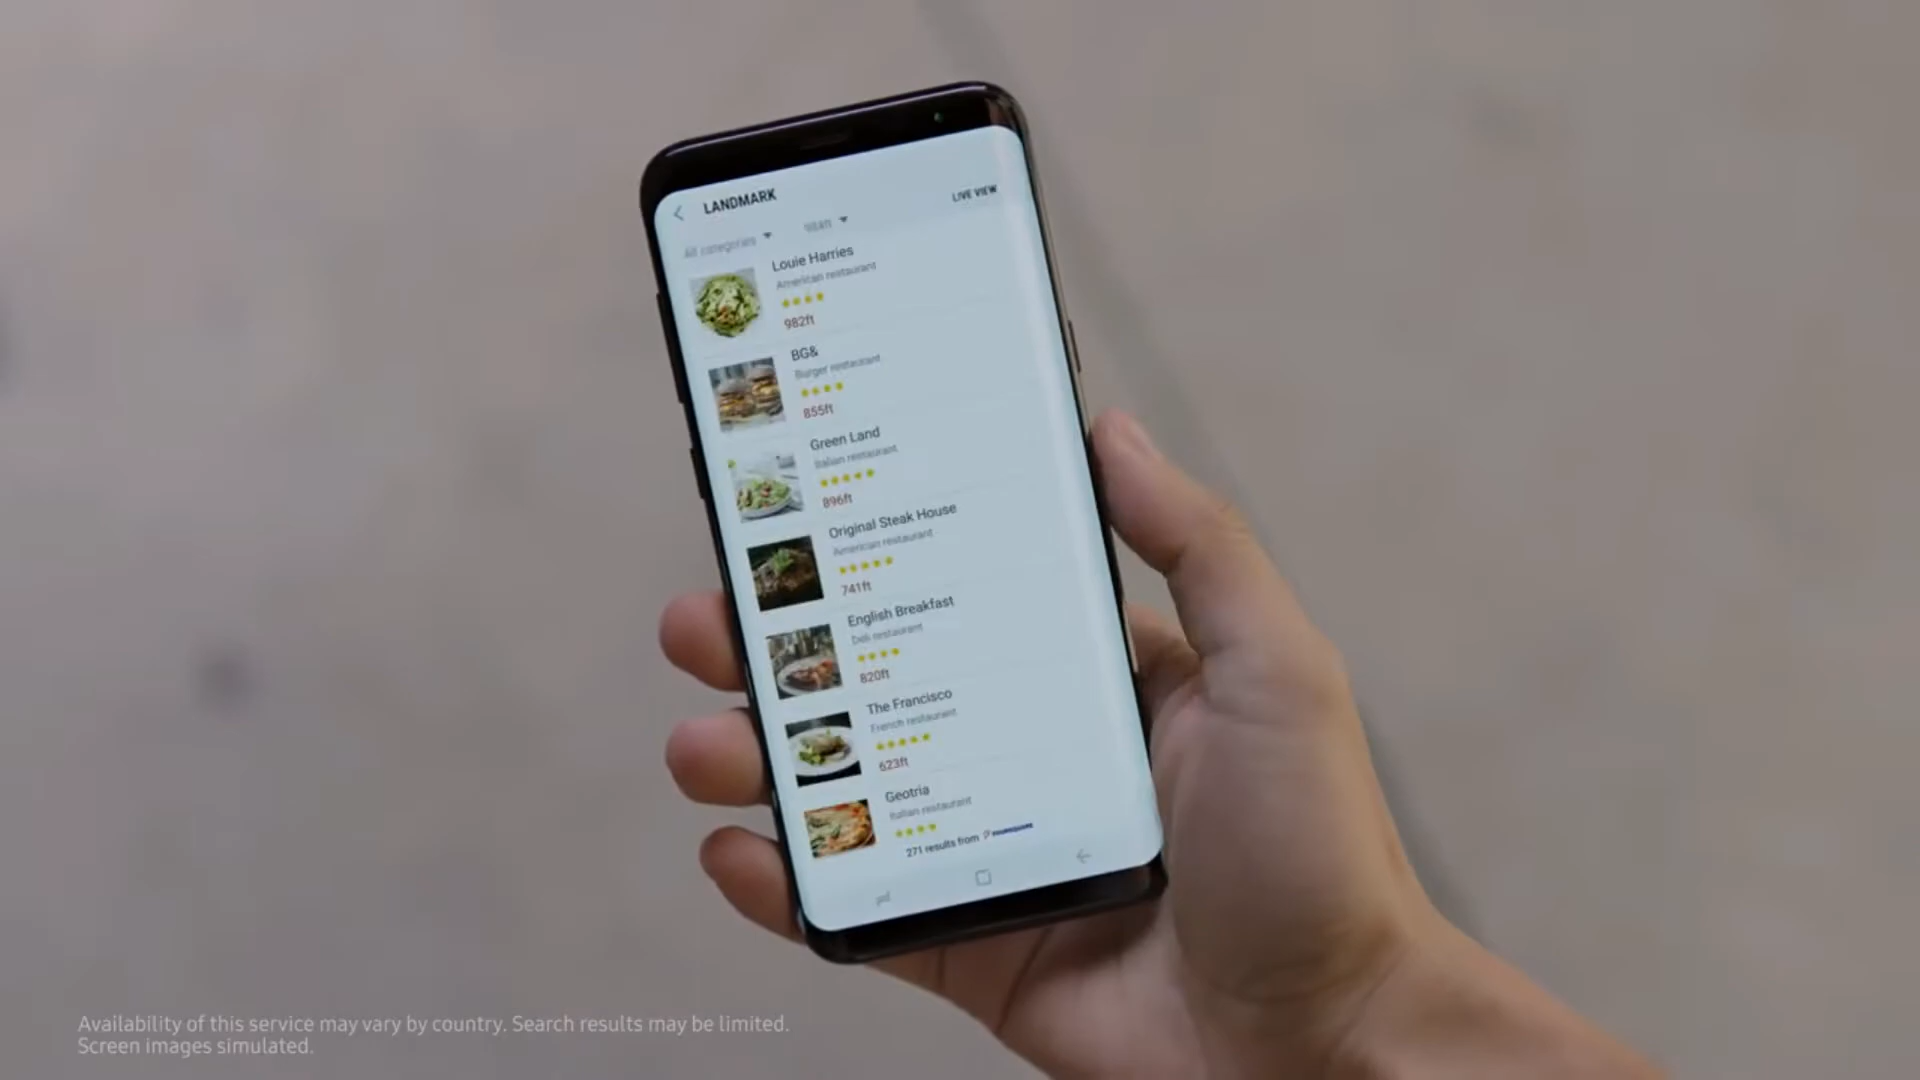 LANDMARK
LIVE VIEW
All categories
984ft
Louie Harries
American restaurant
982ft
BG&
Burger restaurant
855ft
Green Land
Italian restaurant
896ft
Original Steak House
American restaurant
741ft
English Breakfast
Deli restaurant
820ft
The Francisco
French restaurant
623ft
Geotria
Italian restaurant
271 results from FOURSQUARE
Availability of this service may vary by country. Search results may be limited.
Screen images simulated.